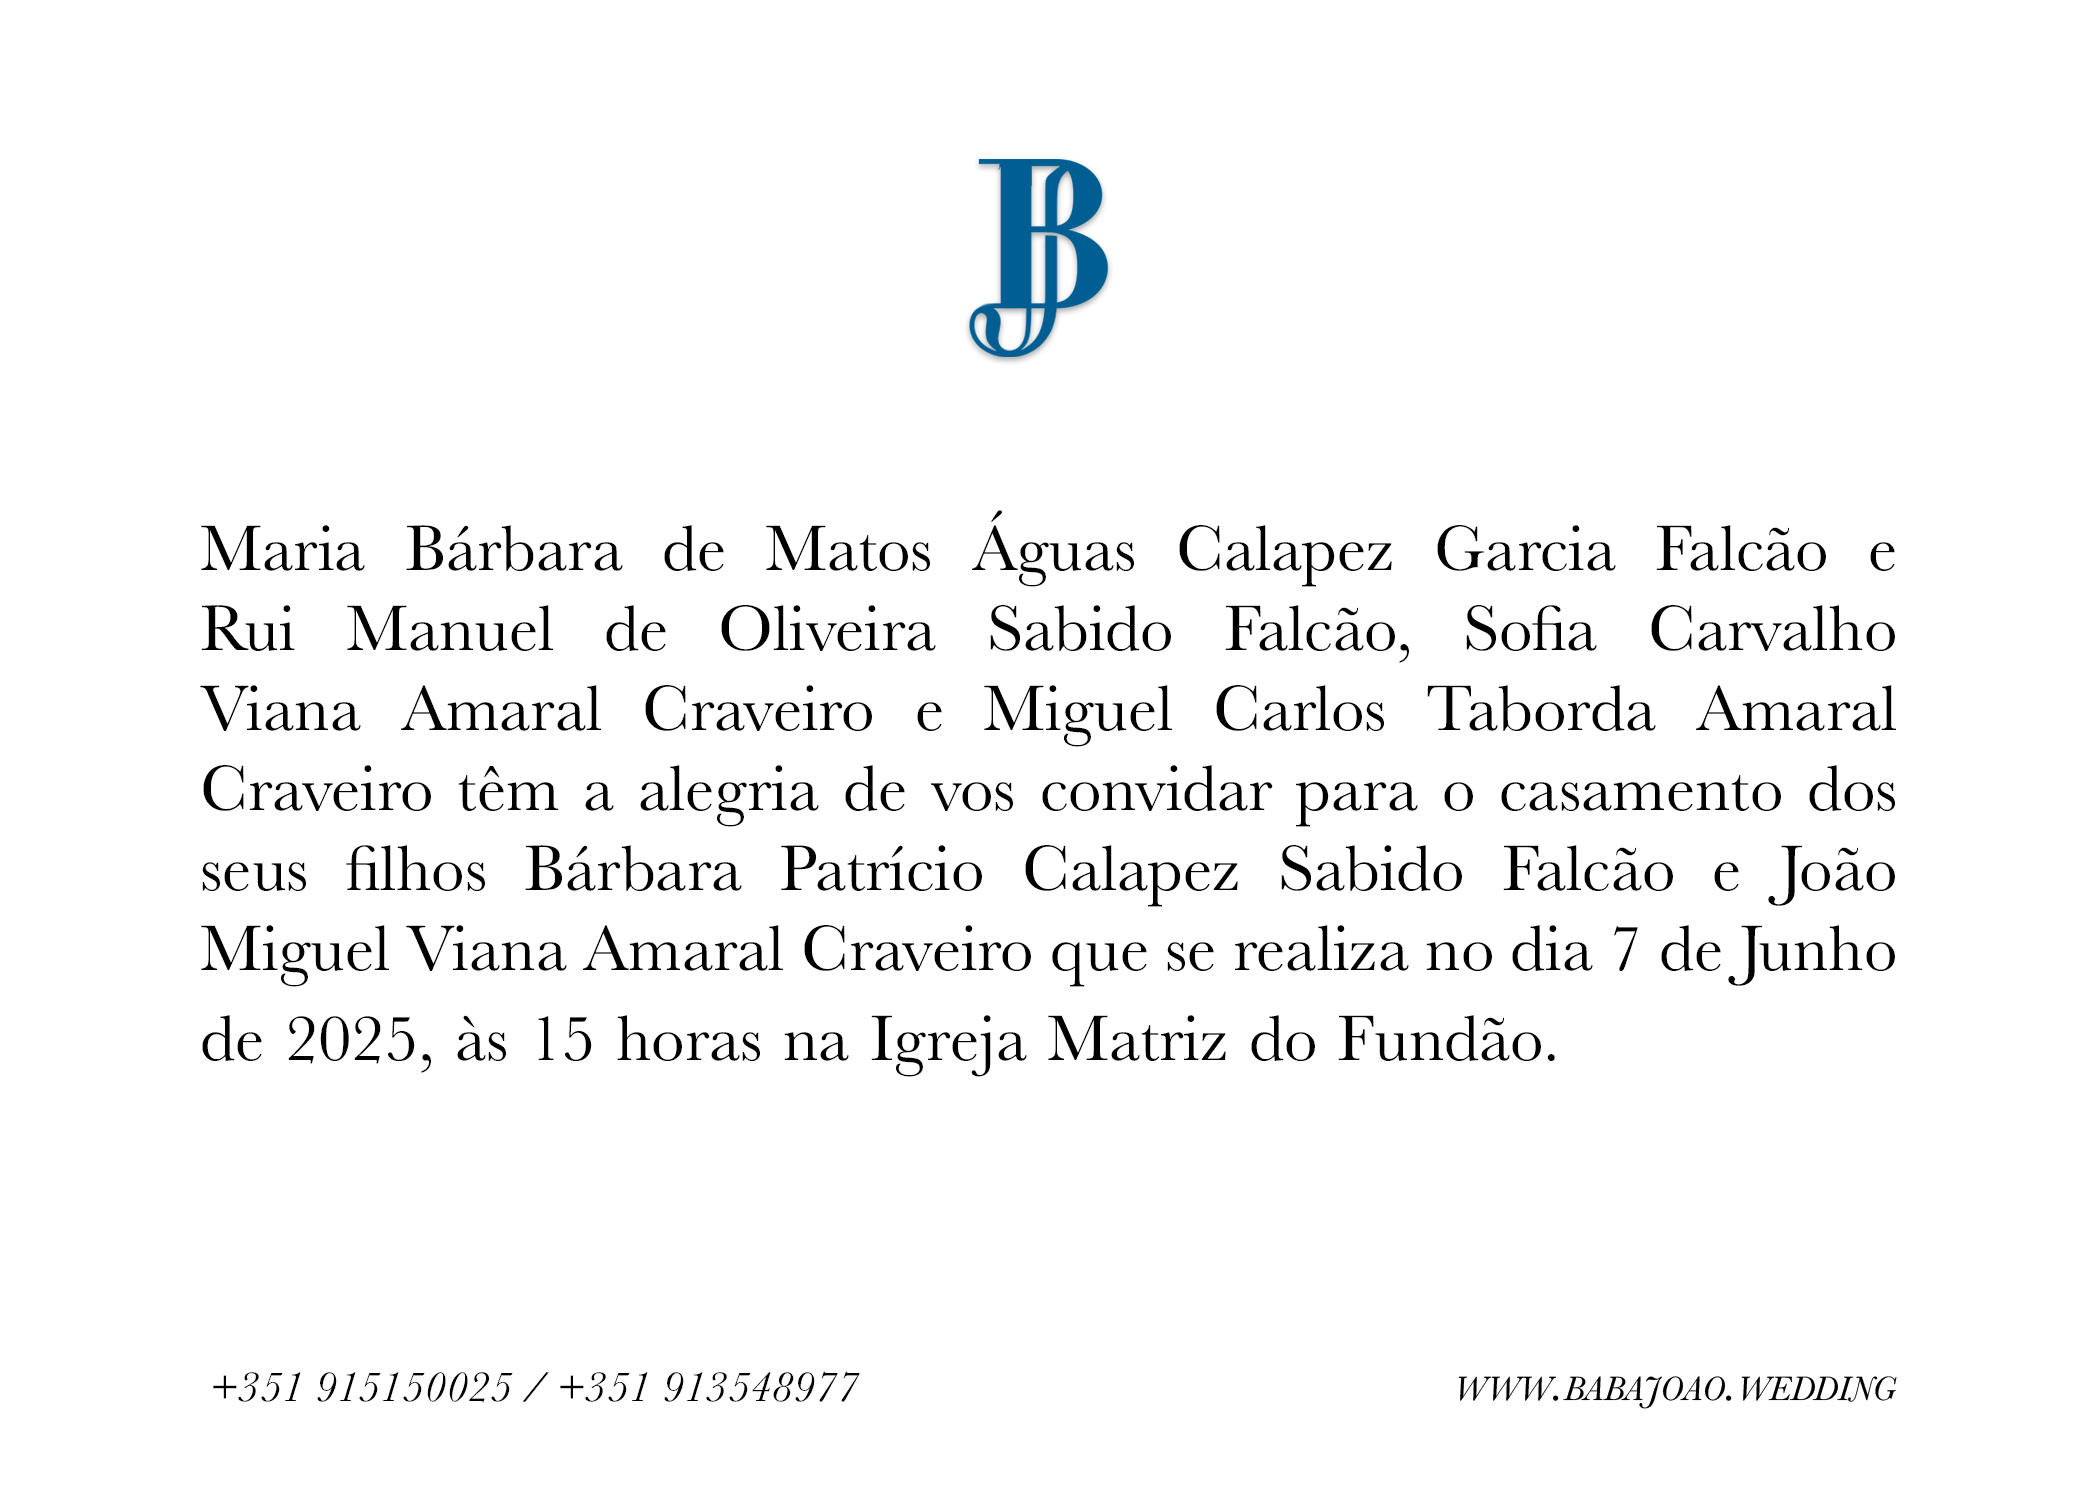 BJ
Maria Bárbara de Matos Águas Calapez Garcia Falcão e
Rui Manuel de Oliveira Sabido Falcão, Sofia Carvalho
Viana Amaral Craveiro e Miguel Carlos Taborda Amaral
Craveiro têm a alegria de vos convidar para o casamento dos
seus filhos Bárbara Patrício Calapez Sabido Falcão e João
Miguel Viana Amaral Craveiro que se realiza no dia 7 de Junho
de 2025, às 15 horas na Igreja Matriz do Fundão.
+351 915150025 / +351 913548977
WWW.BABAJOAO.WEDDING